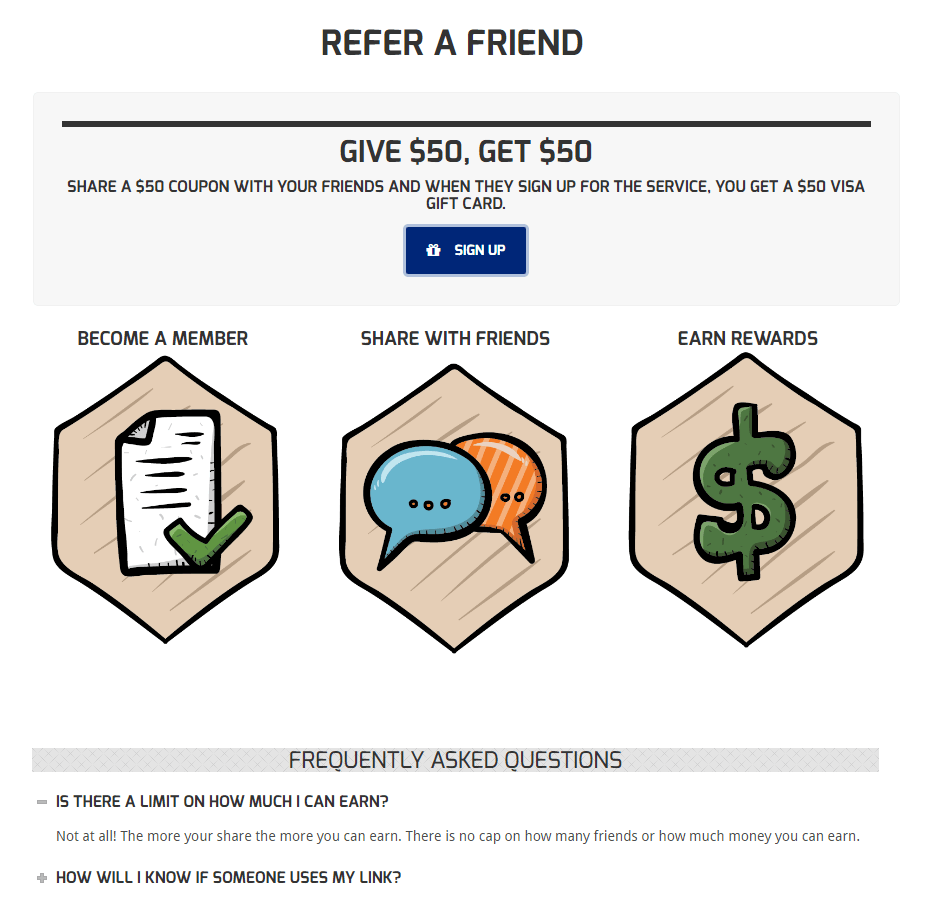 REFER A FRIEND
GIVE $50, GET $50
SHARE A $50 COUPON WITH YOUR FRIENDS AND WHEN THEY SIGN UP FOR THE SERVICE, YOU GET A $50 VISA
GIFT CARD.
SIGN UP
BECOME A MEMBER
SHARE WITH FRIENDS
EARN REWARDS
$
FREQUENTLY ASKED QUESTIONS
IS THERE A LIMIT ON HOW MUCH I CAN EARN?
Not at all! The more your share the more you can earn. There is no cap on how many friends or how much money you can earn.
HOW WILL I KNOW IF SOMEONE USES MY LINK?